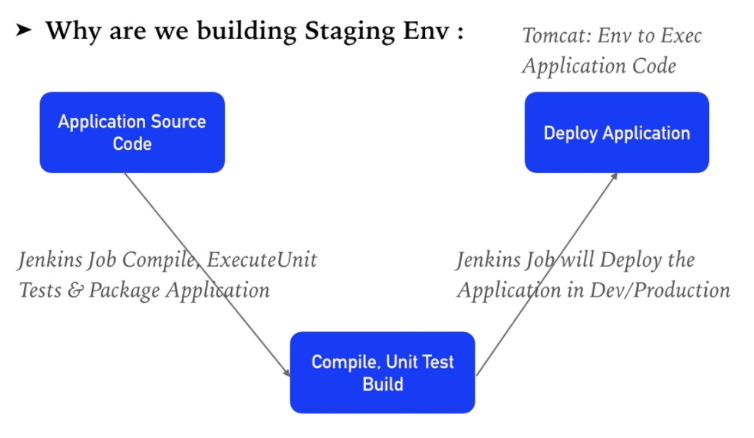 ➤ Why are we building Staging Env :
Tomcat: Env to Exec
Application Code
Application Source
Code
Deploy Application
Jenkins Job Compile, ExecuteUnit
Tests & Package Application
Jenkins Job will Deploy the
Application in Dev/Production
Compile, Unit Test
Build